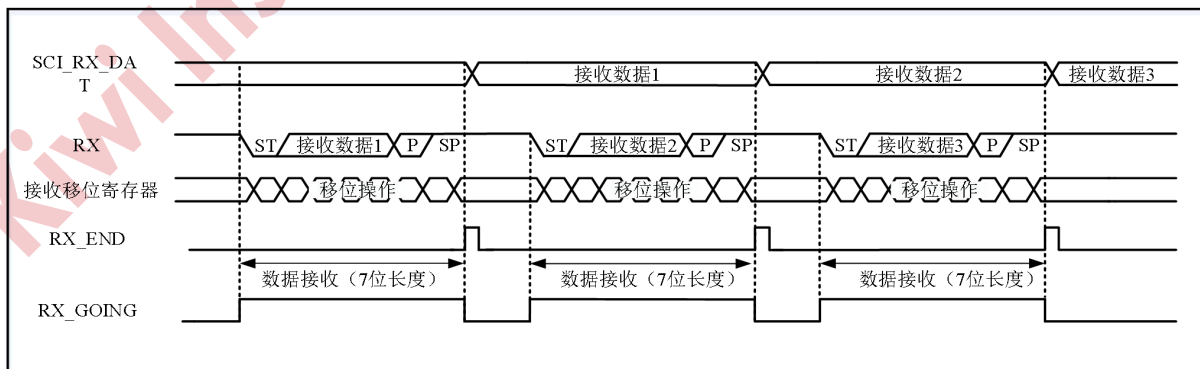 Kiwi Ins
SCI_RX_DA
T
接收数据1
接收数据2
接收数据3
RX
ST
接收数据1
P
SP
ST
接收数据2
P
SP
ST
接收数据3
P
SP
接收移位寄存器
移位操作
移位操作
移位操作
RX_END
数据接收（7位长度）
数据接收（7位长度）
数据接收（7位长度）
RX_GOING